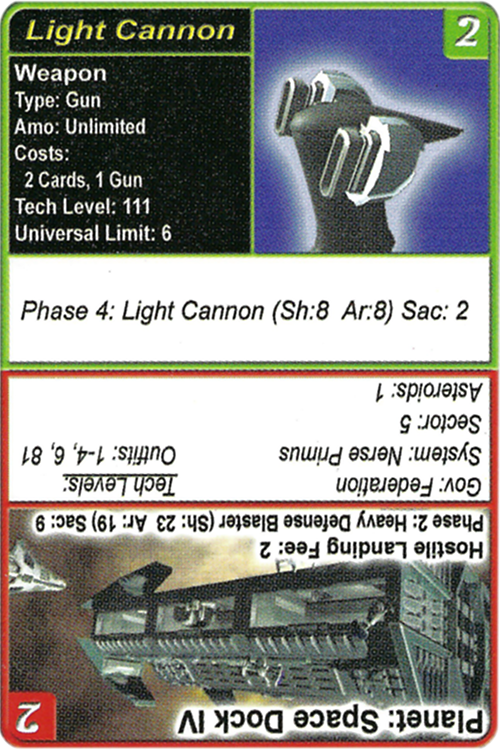 Light Cannon
2
Weapon
Type: Gun
Amo: Unlimited
Costs:
2 Cards, 1 Gun
Tech Level: 111
Universal Limit: 6
Phase 4: Light Cannon (Sh:8 Ar:8) Sac: 2
Planet: Space Dock IV
2
Hostile Landing Fee: 2
Phase 2: Heavy Defense Blaster (Sh: 23 Ar: 19) Sac: 9
Gov: Federation
System: Nerse Primus
Sector: 5
Asteroids: 1
Tech Levels:
Outfits: 1-4, 6, 81